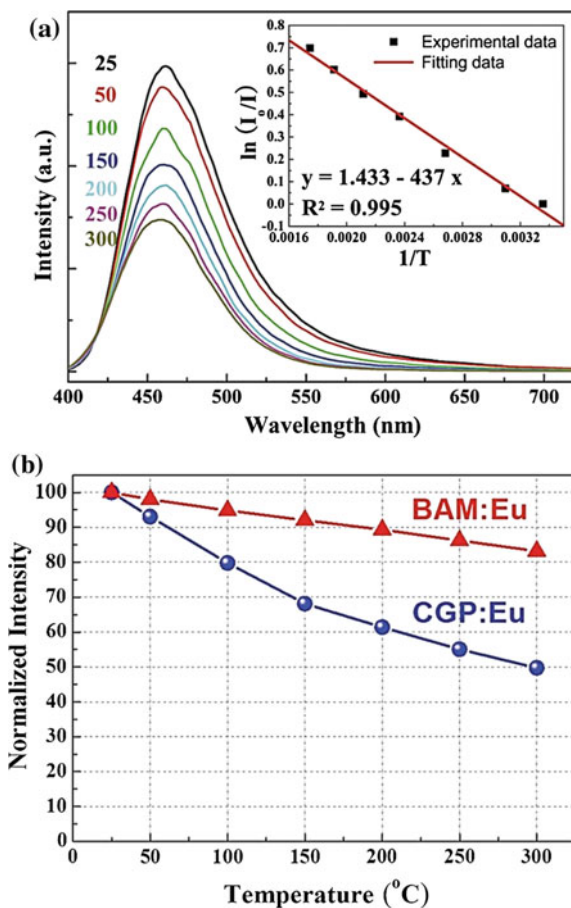 (a)
25
50
100
150
200
250
300
Intensity (a.u.)
400 450 500 550 600 650 700
Wavelength (nm)
ln (I₀/I)
0.8
0.7
0.6
0.5
0.4
0.3
0.2
0.1
0.0
-0.1
Experimental data
Fitting data
y = 1.433 - 437 x
R² = 0.995
0.0016 0.0020 0.0024 0.0028 0.0032
1/T
(b)
Normalized Intensity
100
90
80
70
60
50
40
30
20
10
0
BAM:Eu
CGP:Eu
0 50 100 150 200 250 300
Temperature (°C)